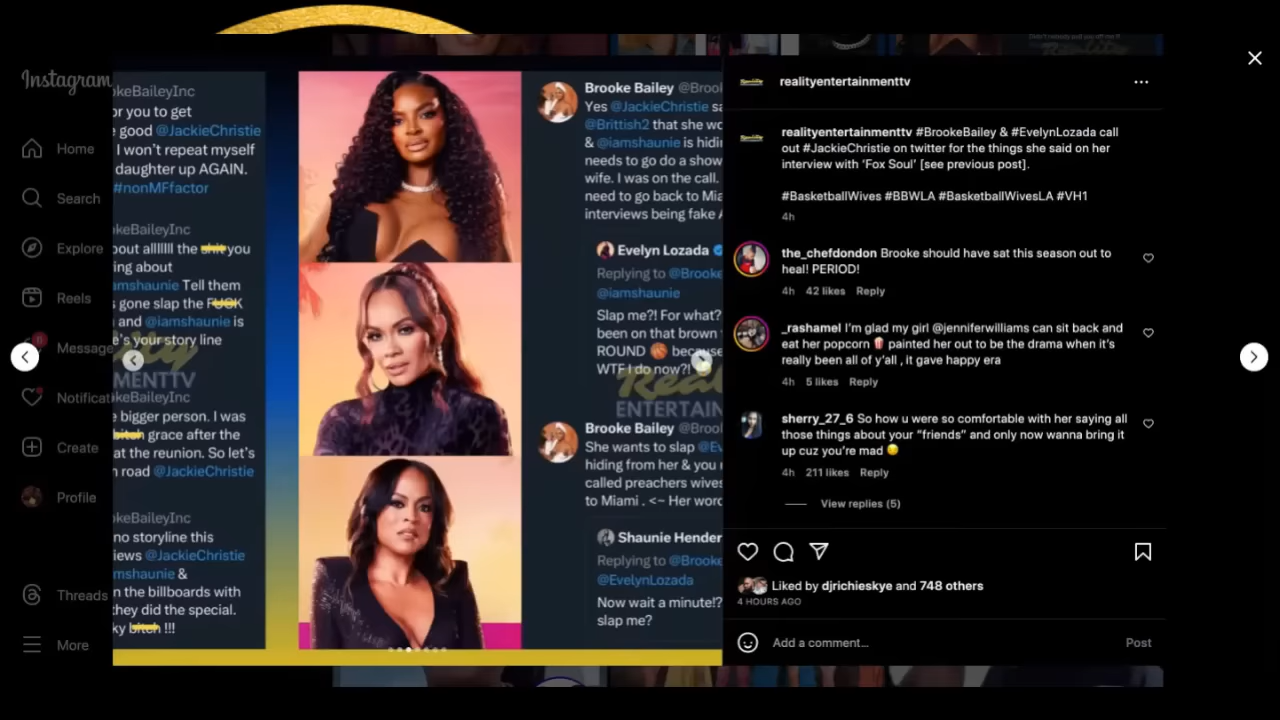 Instagram
Home
Search
Explore
Reels
Message
Notificat
Create
Profile
Threads
More
keBaileyInc
or you to get
e good @JackieChristie
I won't repeat myself
daughter up AGAIN.
#nonMFfactor
keBaileyInc
bout allllll the shit you
ing about
amshaunie Tell them
s gone slap the FUCK
and @iamshaunie is
e's your story line
keBaileyInc
e bigger person. I was
bitch grace after the
at the reunion. So let's
n road @JackieChristie
keBaileyInc
no storyline this
iews @JackieChristie
mshaunie &
n the billboards with
they did the special.
ky bitch !!!
MENTTV
Brooke Bailey @Brook
Yes @JackieChristie sa
@Brittish2 that she wo
& @iamshaunie is hidi
needs to go do a show
wife. I was on the call.
need to go back to Mia
interviews being fake A
Evelyn Lozada
Replying to @Brooke
@iamshaunie
Slap me?! For what?
been on that brown
ROUND 🏀 because
WTF I do now?!
Reali
ENTERTAIN
Brooke Bailey @Brook
She wants to slap @Ev
hiding from her & you
called preachers wives
to Miami . <~ Her word
Shaunie Hender
Replying to @Brooke
@EvelynLozada
Now wait a minute!?
slap me?
realityentertainmenttv
realityentertainmenttv #BrookeBailey & #EvelynLozada call
out #JackieChristie on twitter for the things she said on her
interview with ‘Fox Soul’ [see previous post].
#BasketballWives #BBWLA #BasketballWivesLA #VH1
4h
the_chefdondon Brooke should have sat this season out to
heal! PERIOD!
4h 42 likes Reply
_rashamel I'm glad my girl @jenniferwilliams can sit back and
eat her popcorn 🍿 painted her out to be the drama when it's
really been all of y'all , it gave happy era
4h 5 likes Reply
sherry_27_6 So how u were so comfortable with her saying all
those things about your “friends” and only now wanna bring it
up cuz you're mad 😏
4h 211 likes Reply
View replies (5)
Liked by djrichieskye and 748 others
4 HOURS AGO
Add a comment...
Post